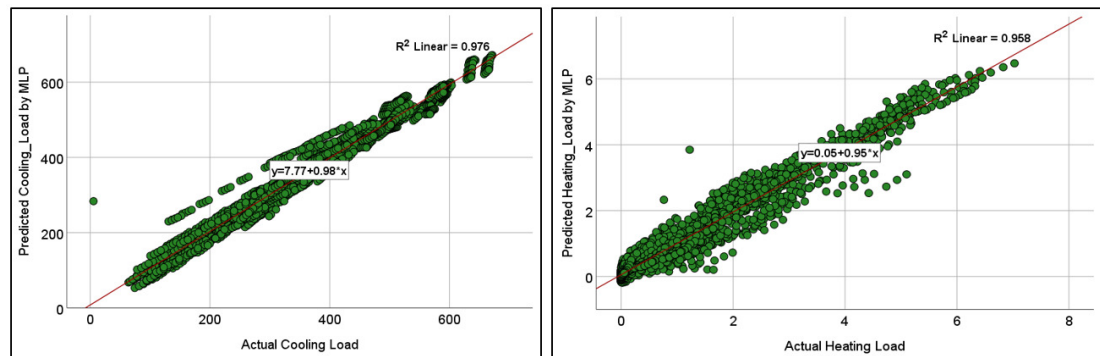 R² Linear = 0.976
600
400
200
0
y=7.77+0.98*x
Predicted Cooling_Load by MLP
0 200 400 600
Actual Cooling Load
R² Linear = 0.958
6
4
2
0
y=0.05+0.95*x
Predicted Heating_Load by MLP
0 2 4 6 8
Actual Heating Load